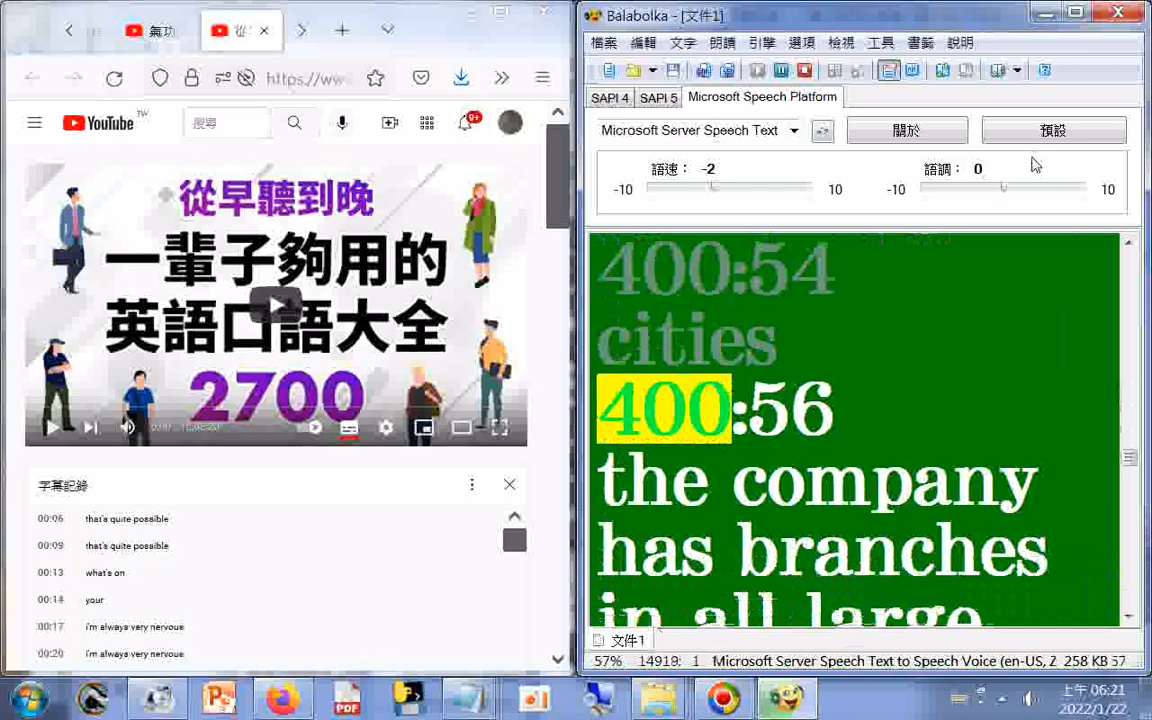 氣功
從
https://www
YouTube TW
搜尋
9+
從早聽到晚
一輩子夠用的
英語口語大全
2700
字幕記錄
00:06 that's quite possible
00:09 that's quite possible
00:13 what's on
00:14 your
00:17 i'm always very nervous
00:20 i'm always very nervous
Balabolka - [文件1]
檔案 編輯 文字 朗讀 引擎 選項 檢視 工具 書籤 說明
SAPI 4 SAPI 5 Microsoft Speech Platform
Microsoft Server Speech Text 關於 預設
語速： -2 語調： 0
-10 10 -10 10
400:54
cities
400:56
the company
has branches
in all large
文件1
57% 14919: 1 Microsoft Server Speech Text to Speech Voice (en-US, Z 258 KB 57
PDF
上午 06:21
2022/1/22